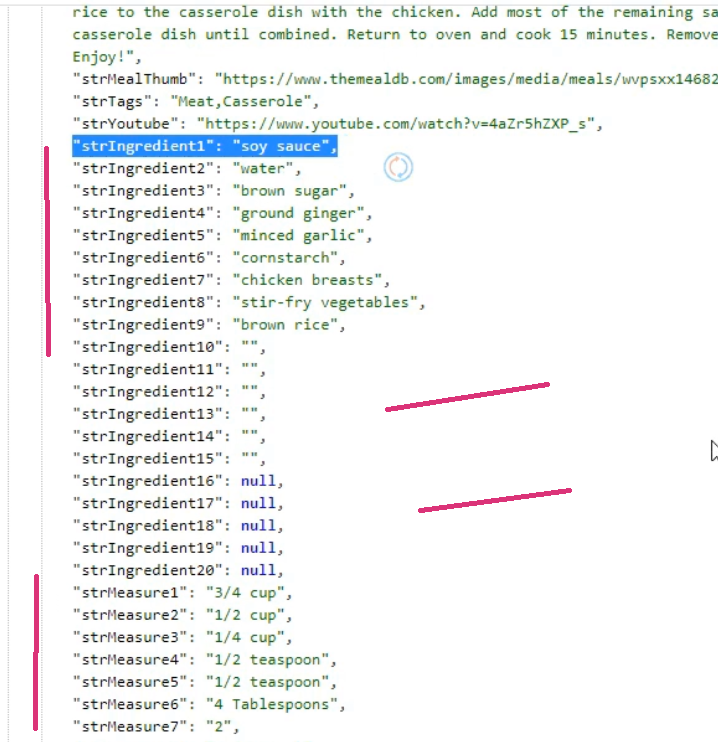 rice to the casserole dish with the chicken. Add most of the remaining sa
casserole dish until combined. Return to oven and cook 15 minutes. Remove
Enjoy!",
"strMealThumb": "https://www.themealdb.com/images/media/meals/wvpsxx14682
"strTags": "Meat,Casserole",
"strYoutube": "https://www.youtube.com/watch?v=4aZr5hZXP_s",
"strIngredient1": "soy sauce",
"strIngredient2": "water",
"strIngredient3": "brown sugar",
"strIngredient4": "ground ginger",
"strIngredient5": "minced garlic",
"strIngredient6": "cornstarch",
"strIngredient7": "chicken breasts",
"strIngredient8": "stir-fry vegetables",
"strIngredient9": "brown rice",
"strIngredient10": "",
"strIngredient11": "",
"strIngredient12": "",
"strIngredient13": "",
"strIngredient14": "",
"strIngredient15": "",
"strIngredient16": null,
"strIngredient17": null,
"strIngredient18": null,
"strIngredient19": null,
"strIngredient20": null,
"strMeasure1": "3/4 cup",
"strMeasure2": "1/2 cup",
"strMeasure3": "1/4 cup",
"strMeasure4": "1/2 teaspoon",
"strMeasure5": "1/2 teaspoon",
"strMeasure6": "4 Tablespoons",
"strMeasure7": "2",